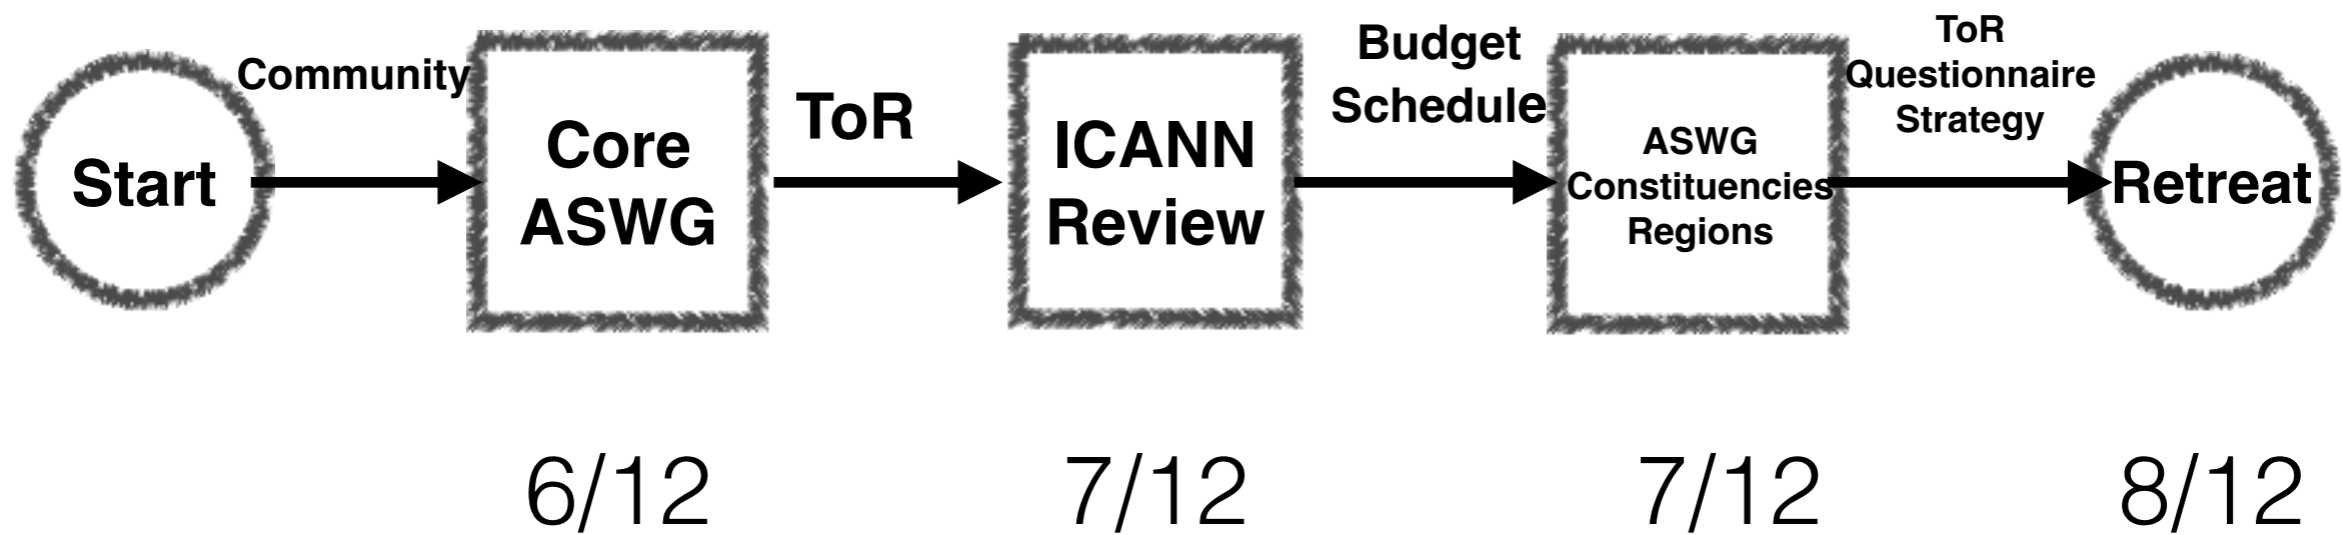 Start
Community
Core
ASWG
ToR
ICANN
Review
Budget
Schedule
ASWG
Constituencies
Regions
ToR
Questionnaire
Strategy
Retreat
6/12
7/12
7/12
8/12